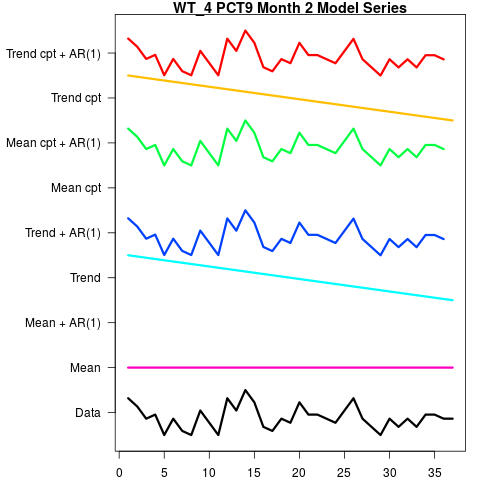 WT_4 PCT9 Month 2 Model Series
Trend cpt + AR(1)
Trend cpt
Mean cpt + AR(1)
Mean cpt
Trend + AR(1)
Trend
Mean + AR(1)
Mean
Data
0 5 10 15 20 25 30 35